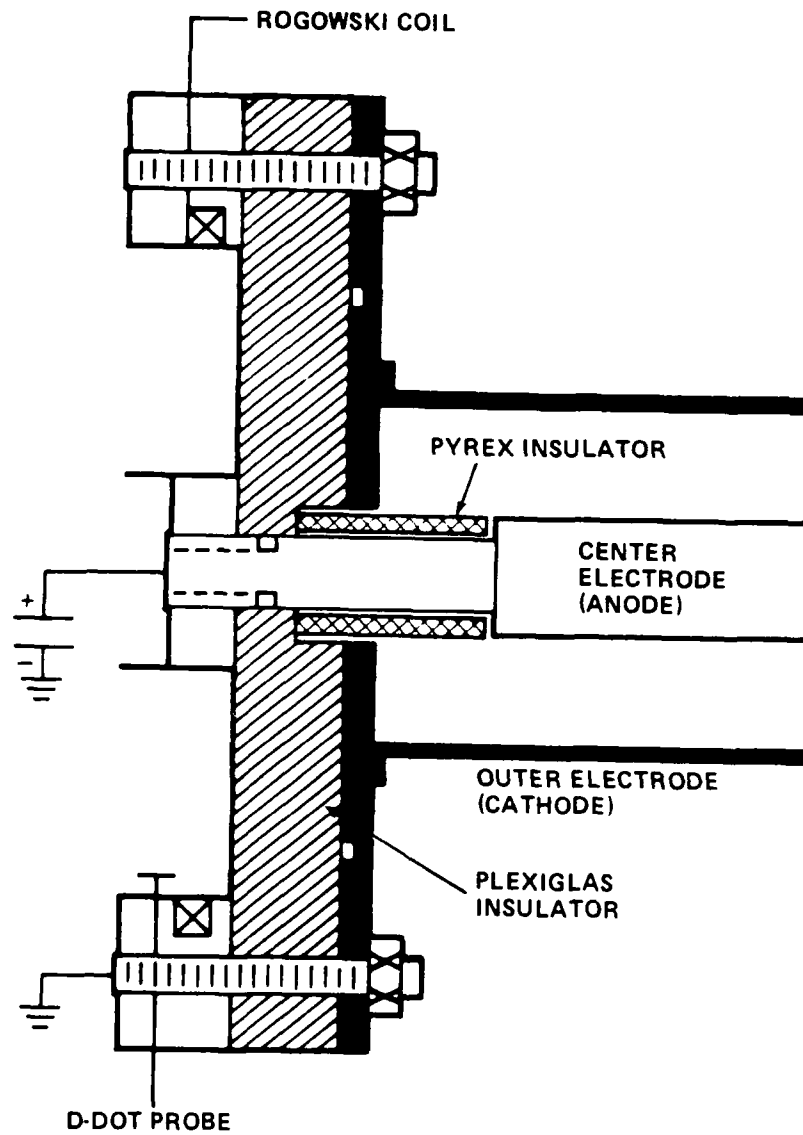 ROGOWSKI COIL
PYREX INSULATOR
CENTER
ELECTRODE
(ANODE)
+
-
OUTER ELECTRODE
(CATHODE)
PLEXIGLAS
INSULATOR
D-DOT PROBE